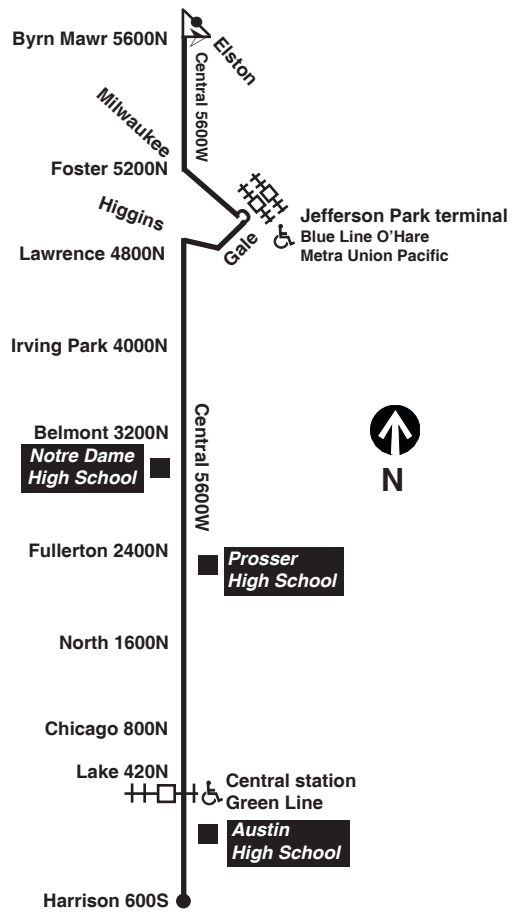 Byrn Mawr 5600N
Elston
Central 5600W
Milwaukee
Foster 5200N
Higgins
Jefferson Park terminal
Blue Line O'Hare
Metra Union Pacific
Gale
Lawrence 4800N
Irving Park 4000N
Belmont 3200N
Central 5600W
Notre Dame
High School
N
Fullerton 2400N
Prosser
High School
North 1600N
Chicago 800N
Lake 420N
Central station
Green Line
Austin
High School
Harrison 600S